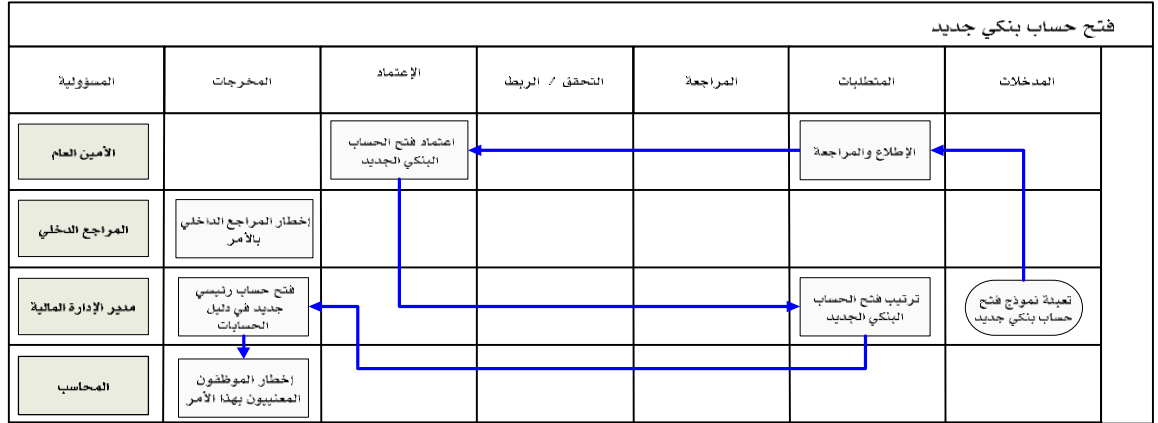 فتح حساب بنكي جديد
المدخلات
المتطلبات
المراجعة
التحقق / الربط
الإعتماد
المخرجات
المسؤولية
الإطلاع والمراجعة
اعتماد فتح الحساب
البنكي الجديد
الأمين العام
إخطار المراجع الداخلي
بالأمر
المراجع الدخلي
تعبئة نموذج فتح
حساب بنكي جديد
ترتيب فتح الحساب
البنكي الجديد
فتح حساب رئيسي
جديد في دليل
الحسابات
مدير الإدارة المالية
إخطار الموظفون
المعنييون بهذا الأمر
المحاسب